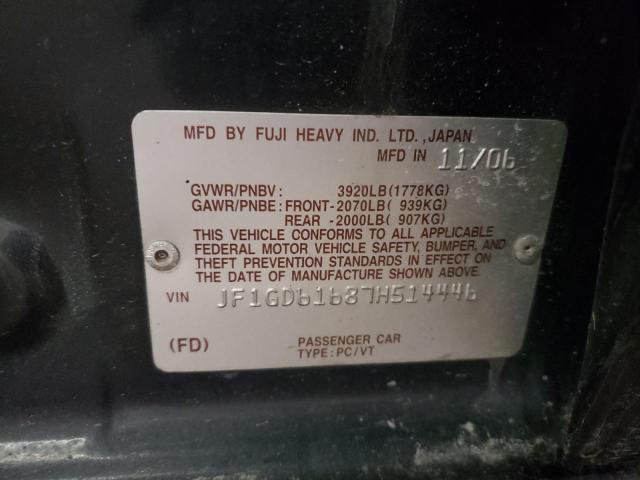 MFD BY FUJI HEAVY IND. LTD.,JAPAN
MFD IN 11/06
GVWR/PNBV: 3920LB(1778KG)
GAWR/PNBE: FRONT-2070LB( 939KG)
REAR -2000LB( 907KG)
THIS VEHICLE CONFORMS TO ALL APPLICABLE
FEDERAL MOTOR VEHICLE SAFETY, BUMPER, AND
THEFT PREVENTION STANDARDS IN EFFECT ON
THE DATE OF MANUFACTURE SHOWN ABOVE.
VIN JF1GD61687H514446
(FD) PASSENGER CAR
TYPE:PC/VT